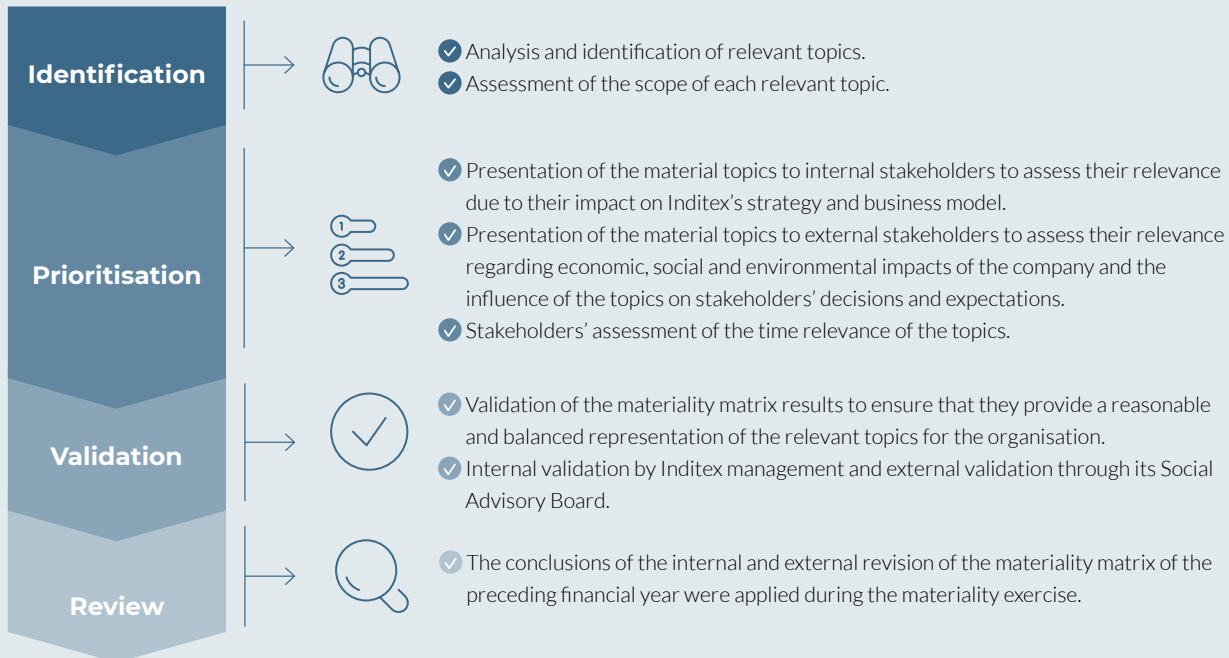 Identification
Analysis and identification of relevant topics.
Assessment of the scope of each relevant topic.
Prioritisation
1
2
3
Presentation of the material topics to internal stakeholders to assess their relevance
due to their impact on Inditex’s strategy and business model.
Presentation of the material topics to external stakeholders to assess their relevance
regarding economic, social and environmental impacts of the company and the
influence of the topics on stakeholders’ decisions and expectations.
Stakeholders’ assessment of the time relevance of the topics.
Validation
Validation of the materiality matrix results to ensure that they provide a reasonable
and balanced representation of the relevant topics for the organisation.
Internal validation by Inditex management and external validation through its Social
Advisory Board.
Review
The conclusions of the internal and external revision of the materiality matrix of the
preceding financial year were applied during the materiality exercise.